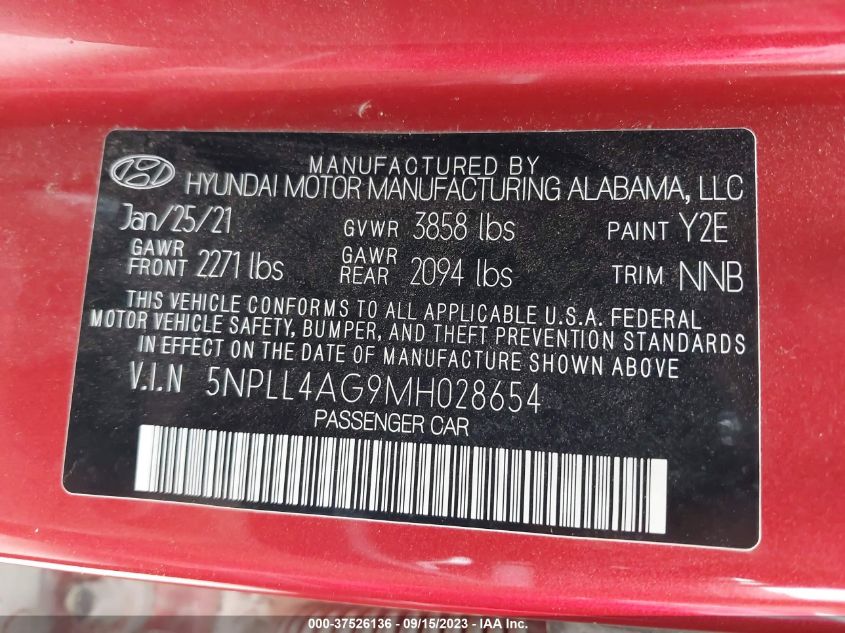 MANUFACTURED BY
HYUNDAI MOTOR MANUFACTURING ALABAMA, LLC
Jan/25/21 GVWR 3858 lbs PAINT Y2E
GAWR FRONT 2271 lbs GAWR REAR 2094 lbs TRIM NNB
THIS VEHICLE CONFORMS TO ALL APPLICABLE U.S.A. FEDERAL
MOTOR VEHICLE SAFETY, BUMPER, AND THEFT PREVENTION STANDARDS
IN EFFECT ON THE DATE OF MANUFACTURE SHOWN ABOVE
V.I.N 5NPLL4AG9MH028654
PASSENGER CAR
000-37526136 - 09/15/2023 - © IAA Holdings, LLC